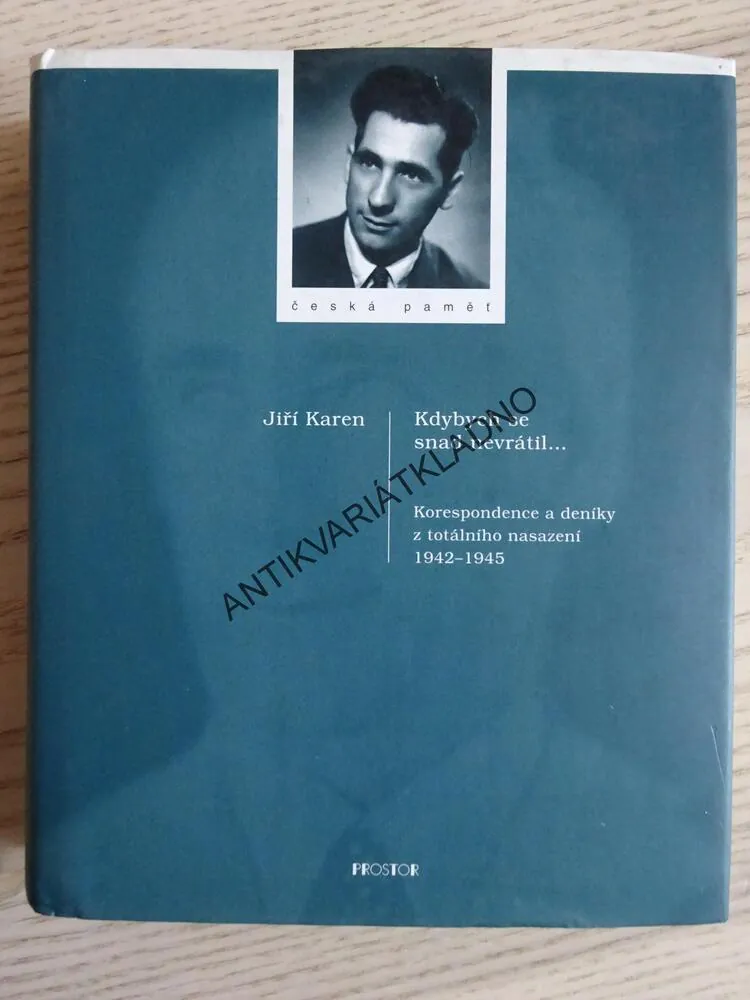 česká paměť
Jiří Karen
Kdybych se
snad nevrátil...
Korespondence a deníky
z totálního nasazení
1942–1945
ANTIKVARIÁTKLADNO
PROSTOR